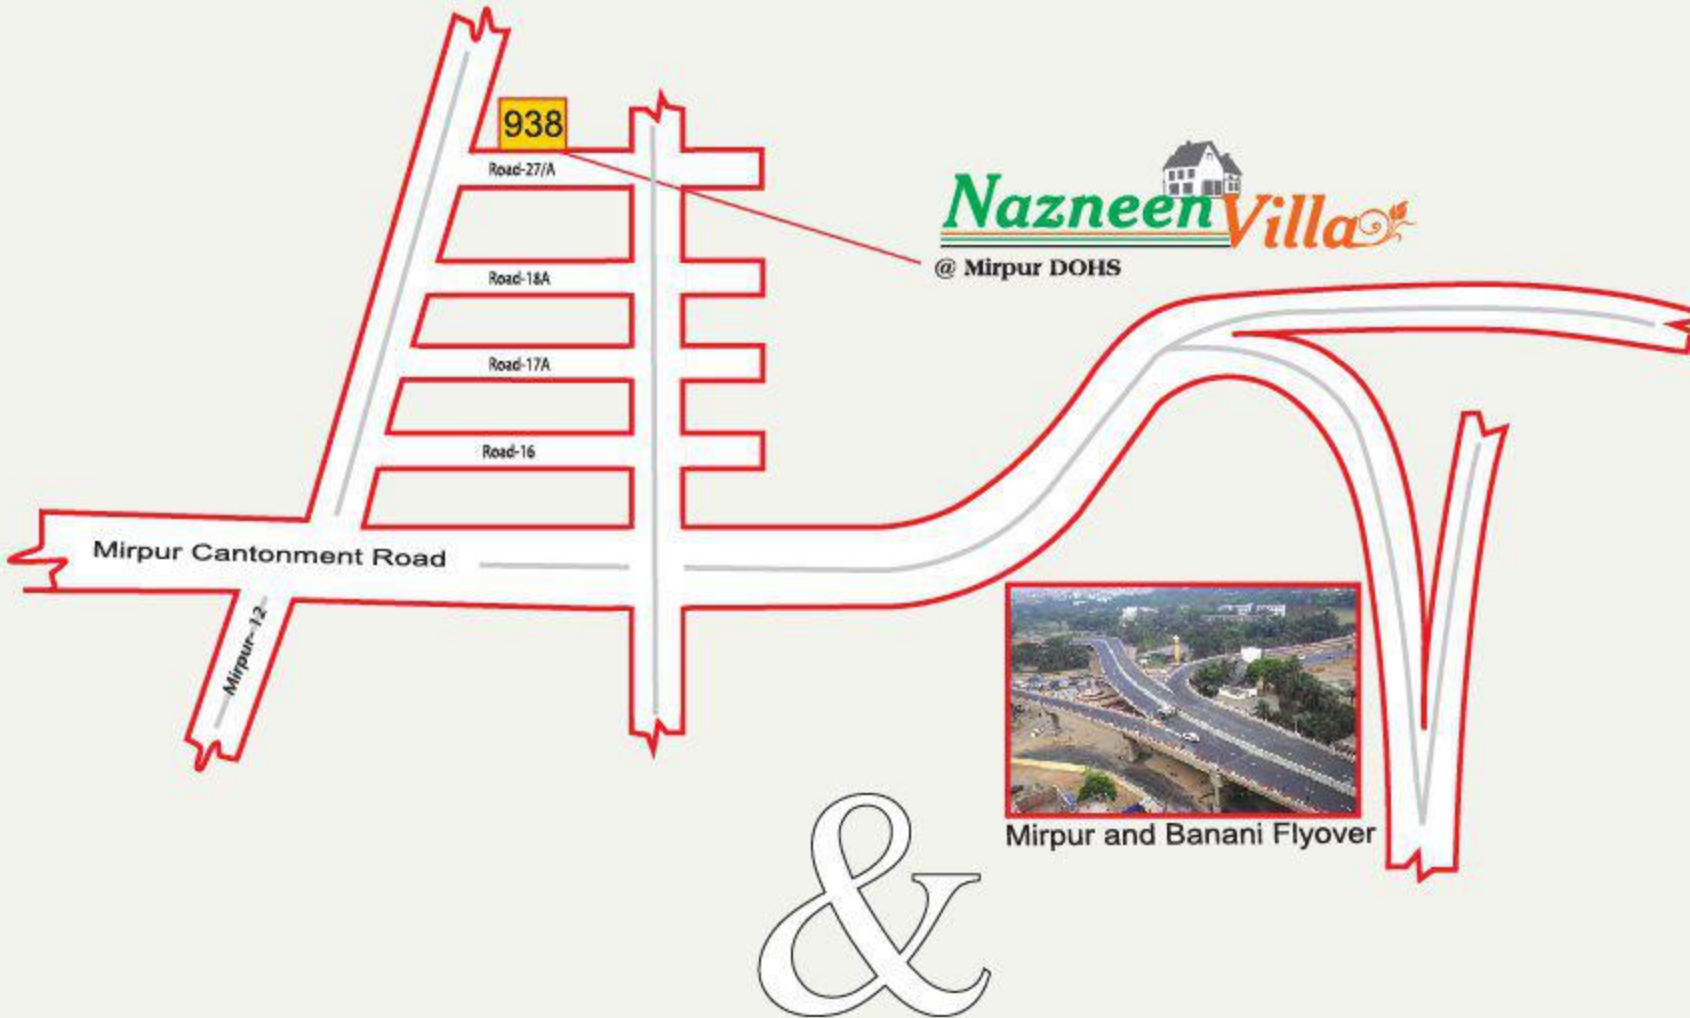 938
Road-27/A
Nazneen Villa
@ Mirpur DOHS
Road-18A
Road-17A
Road-16
Mirpur Cantonment Road
Mirpur-12
Mirpur and Banani Flyover
&